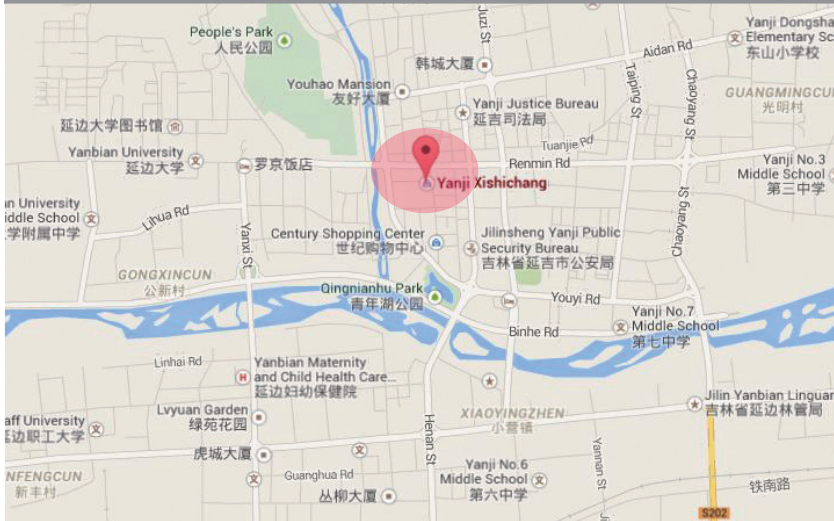 People's Park
人民公园
Juzi St
Yanji Dongsha
Elementary Sc
东山小学校
Aidan Rd
韩城大厦
Youhao Mansion
友好大厦
Taiping St
Chaoyang St
GUANGMINGCUN
光明村
Yanji Justice Bureau
延吉司法局
延边大学图书馆
Tuanjie Rd
Yanbian University
延边大学
罗京饭店
Renmin Rd
Yanji No.3
Middle School
第三中学
Yanji Xishichang
an University
iddle School
学附属中学
Lihua Rd
Yanxi St
Century Shopping Center
世纪购物中心
Jilinsheng Yanji Public
Security Bureau
吉林省延吉市公安局
Chaoyang St
GONGXINCUN
公新村
Qingnianhu Park
青年湖公园
Youyi Rd
Binhe Rd
Yanji No.7
Middle School
第七中学
Linhai Rd
Yanbian Maternity
and Child Health Care...
延边妇幼保健院
Jilin Yanbian Linguan
吉林省延边林管局
Lvyuan Garden
绿苑花园
XIAOYINGZHEN
小营镇
aff University
延边职工大学
Henan St
虎城大厦
Yannan St
Yanji No.6
Middle School
第六中学
Guanghua Rd
NFENGCUN
新丰村
丛柳大厦
铁南路
S202